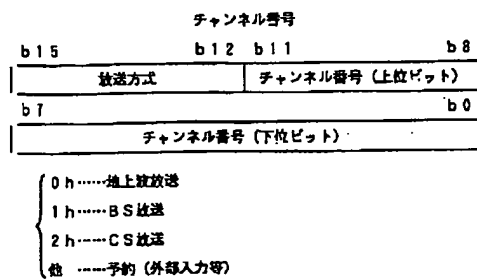 チャンネル番号
b15 b12 b11 b8
放送方式 チャンネル番号(上位ビット)
b7 b0
チャンネル番号(下位ビット)
0h……地上波放送
1h……BS放送
2h……CS放送
他 ……予約(外部入力等)